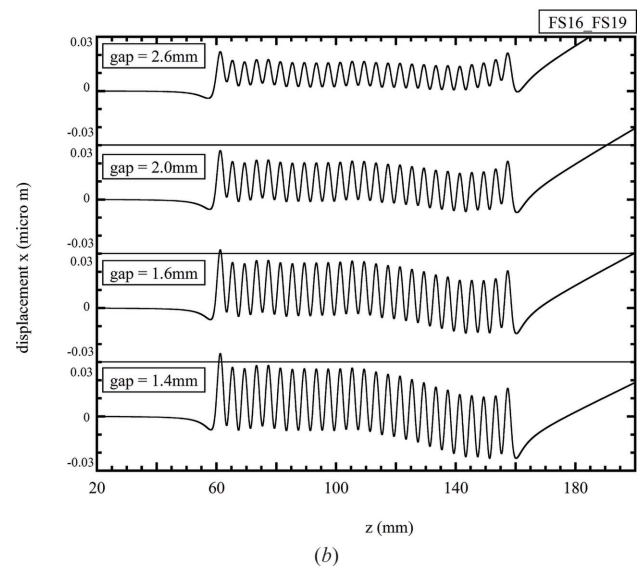 FS16_FS19
0.03
gap = 2.6mm
0
-0.03
0.03
gap = 2.0mm
0
-0.03
0.03
gap = 1.6mm
0
-0.03
0.03
gap = 1.4mm
0
-0.03
displacement x (micro m)
20 60 100 140 180
z (mm)
(b)